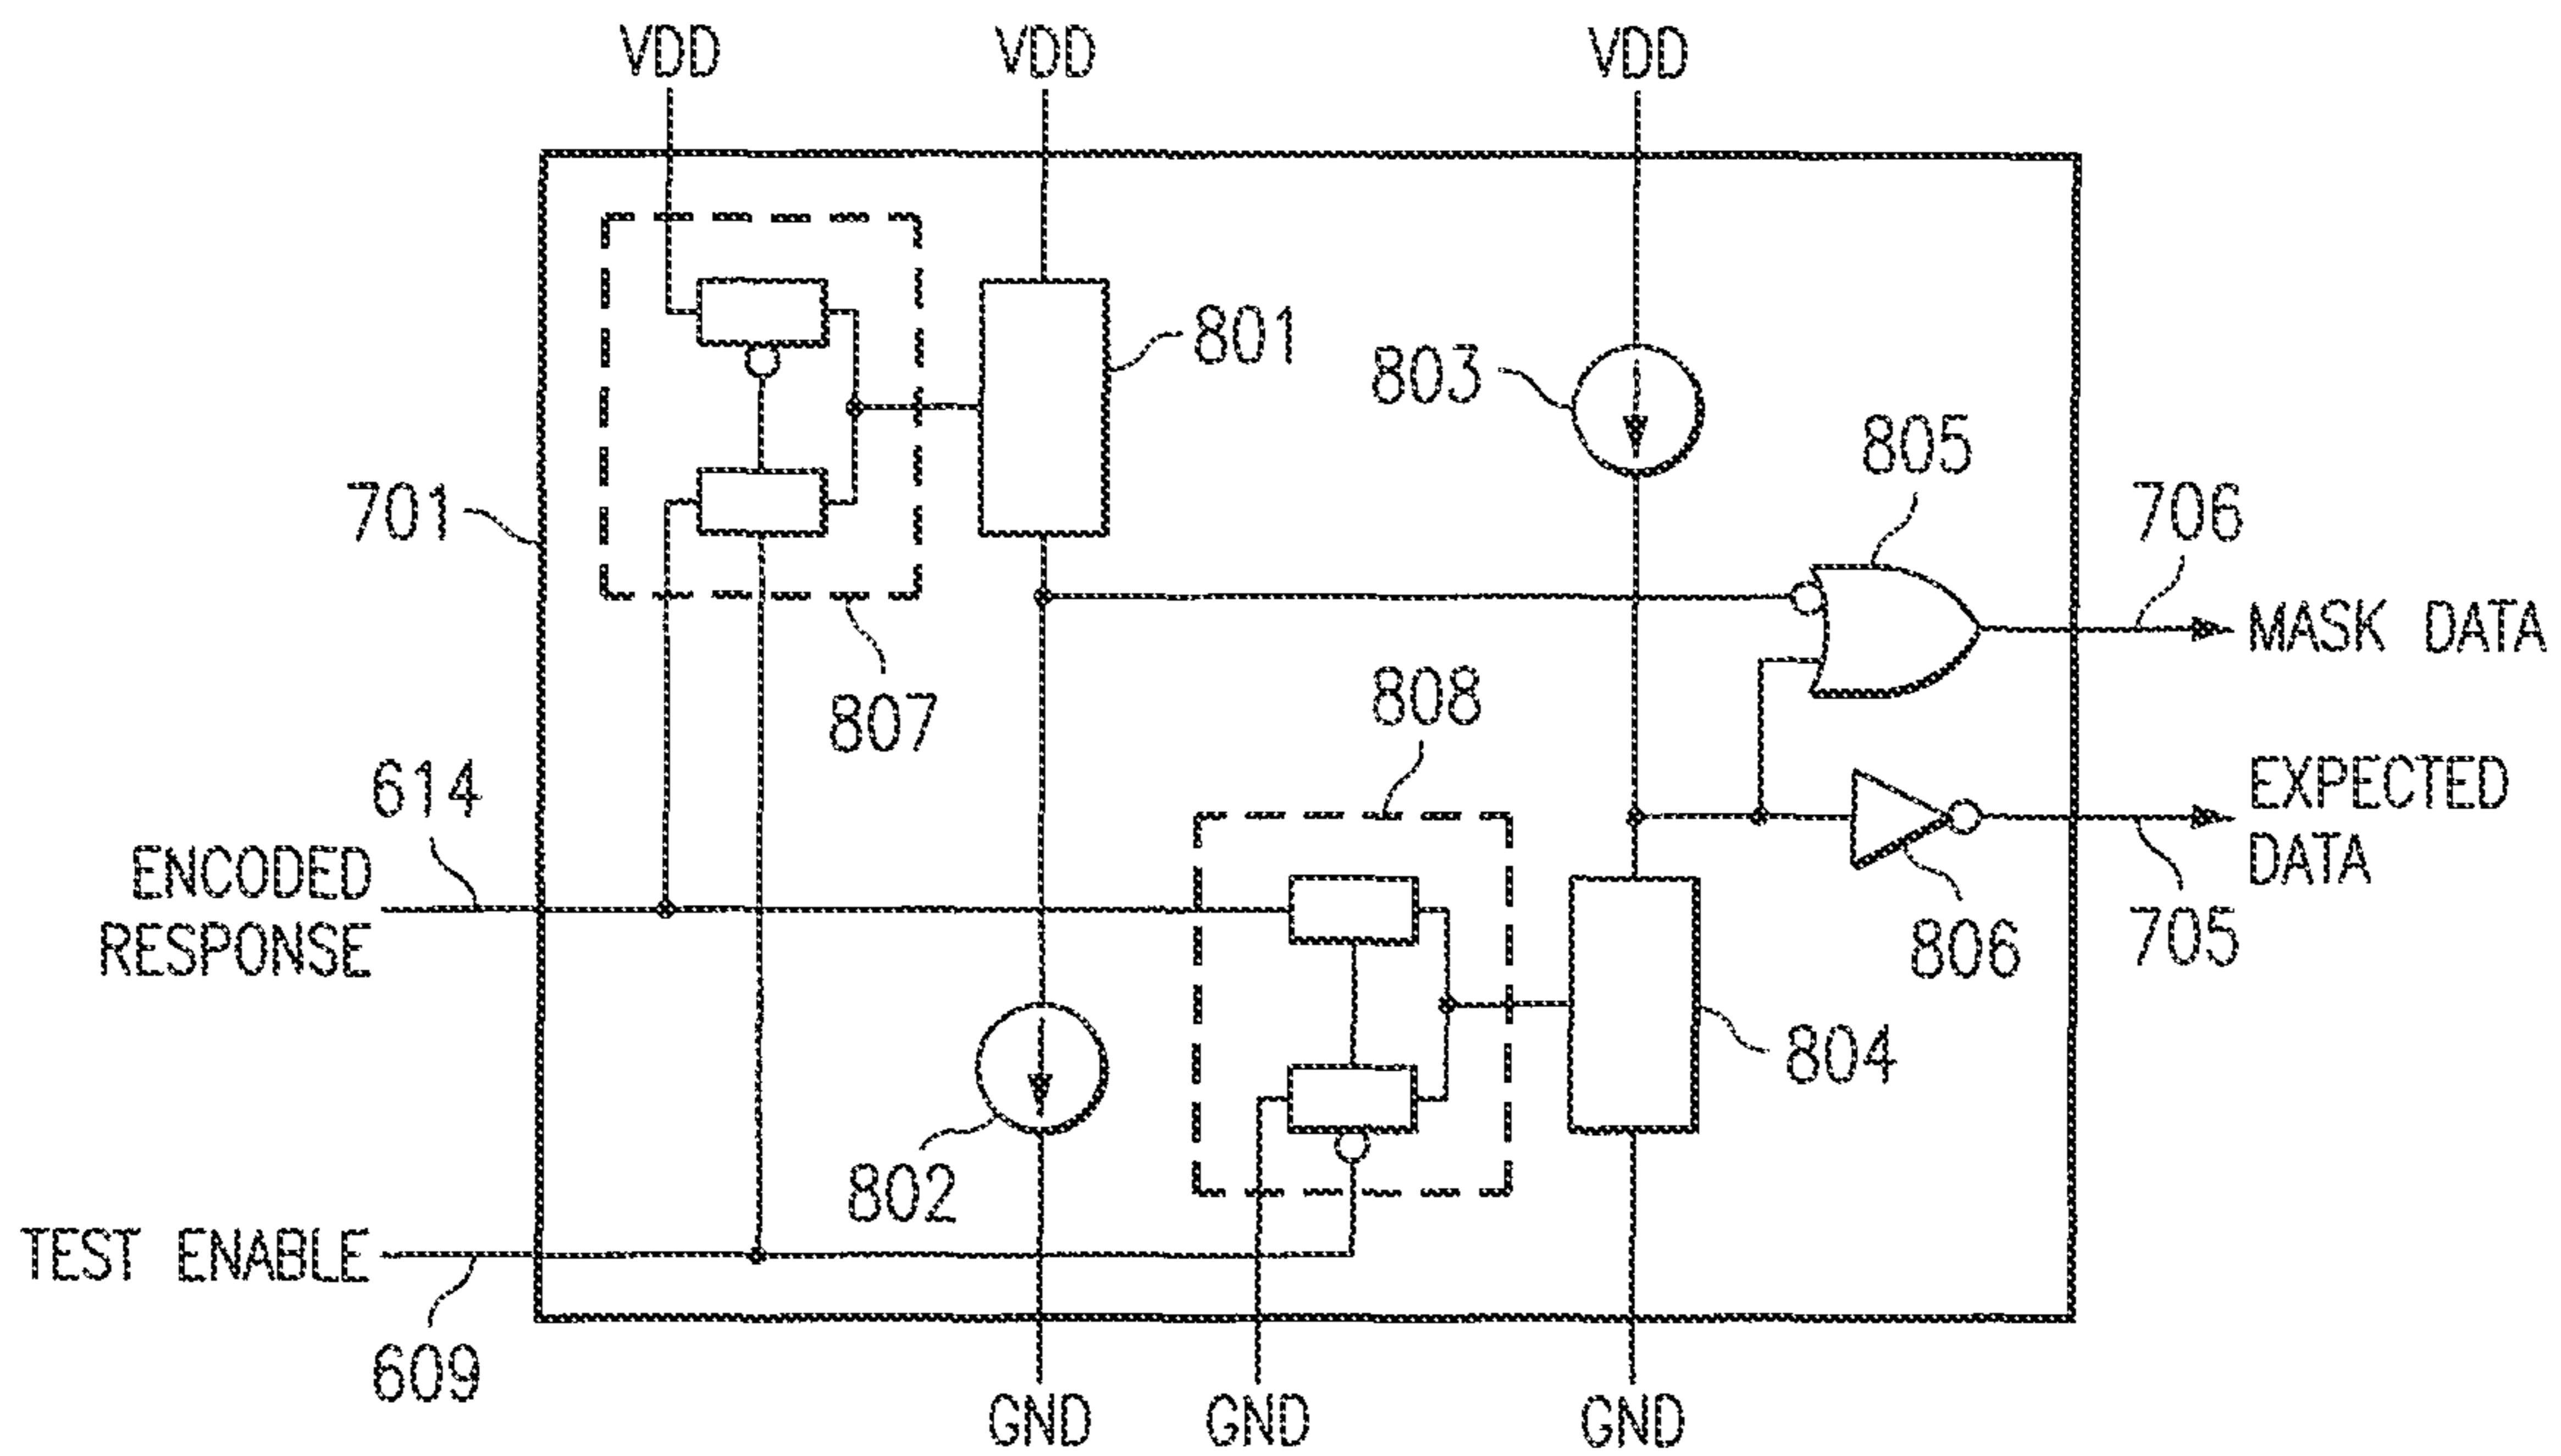 VDD
VDD
VDD
801
803
805
701
706
MASK DATA
807
808
614
ENCODED
RESPONSE
EXPECTED
DATA
806
705
804
802
TEST ENABLE
609
GND
GND
GND